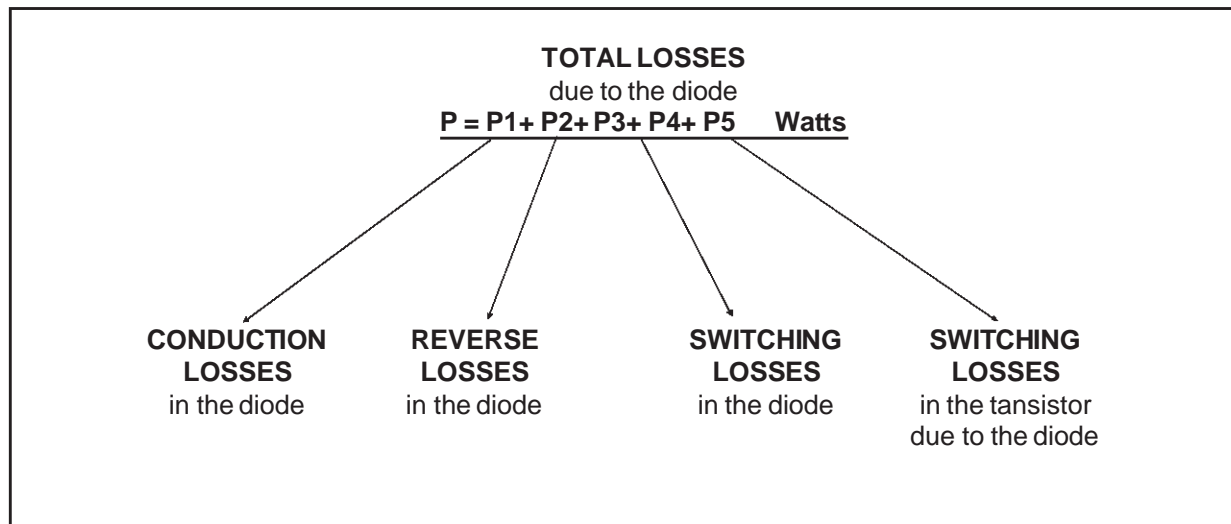 TOTAL LOSSES
due to the diode
P = P1+ P2+ P3+ P4+ P5 Watts
CONDUCTION
LOSSES
in the diode
REVERSE
LOSSES
in the diode
SWITCHING
LOSSES
in the diode
SWITCHING
LOSSES
in the tansistor
due to the diode